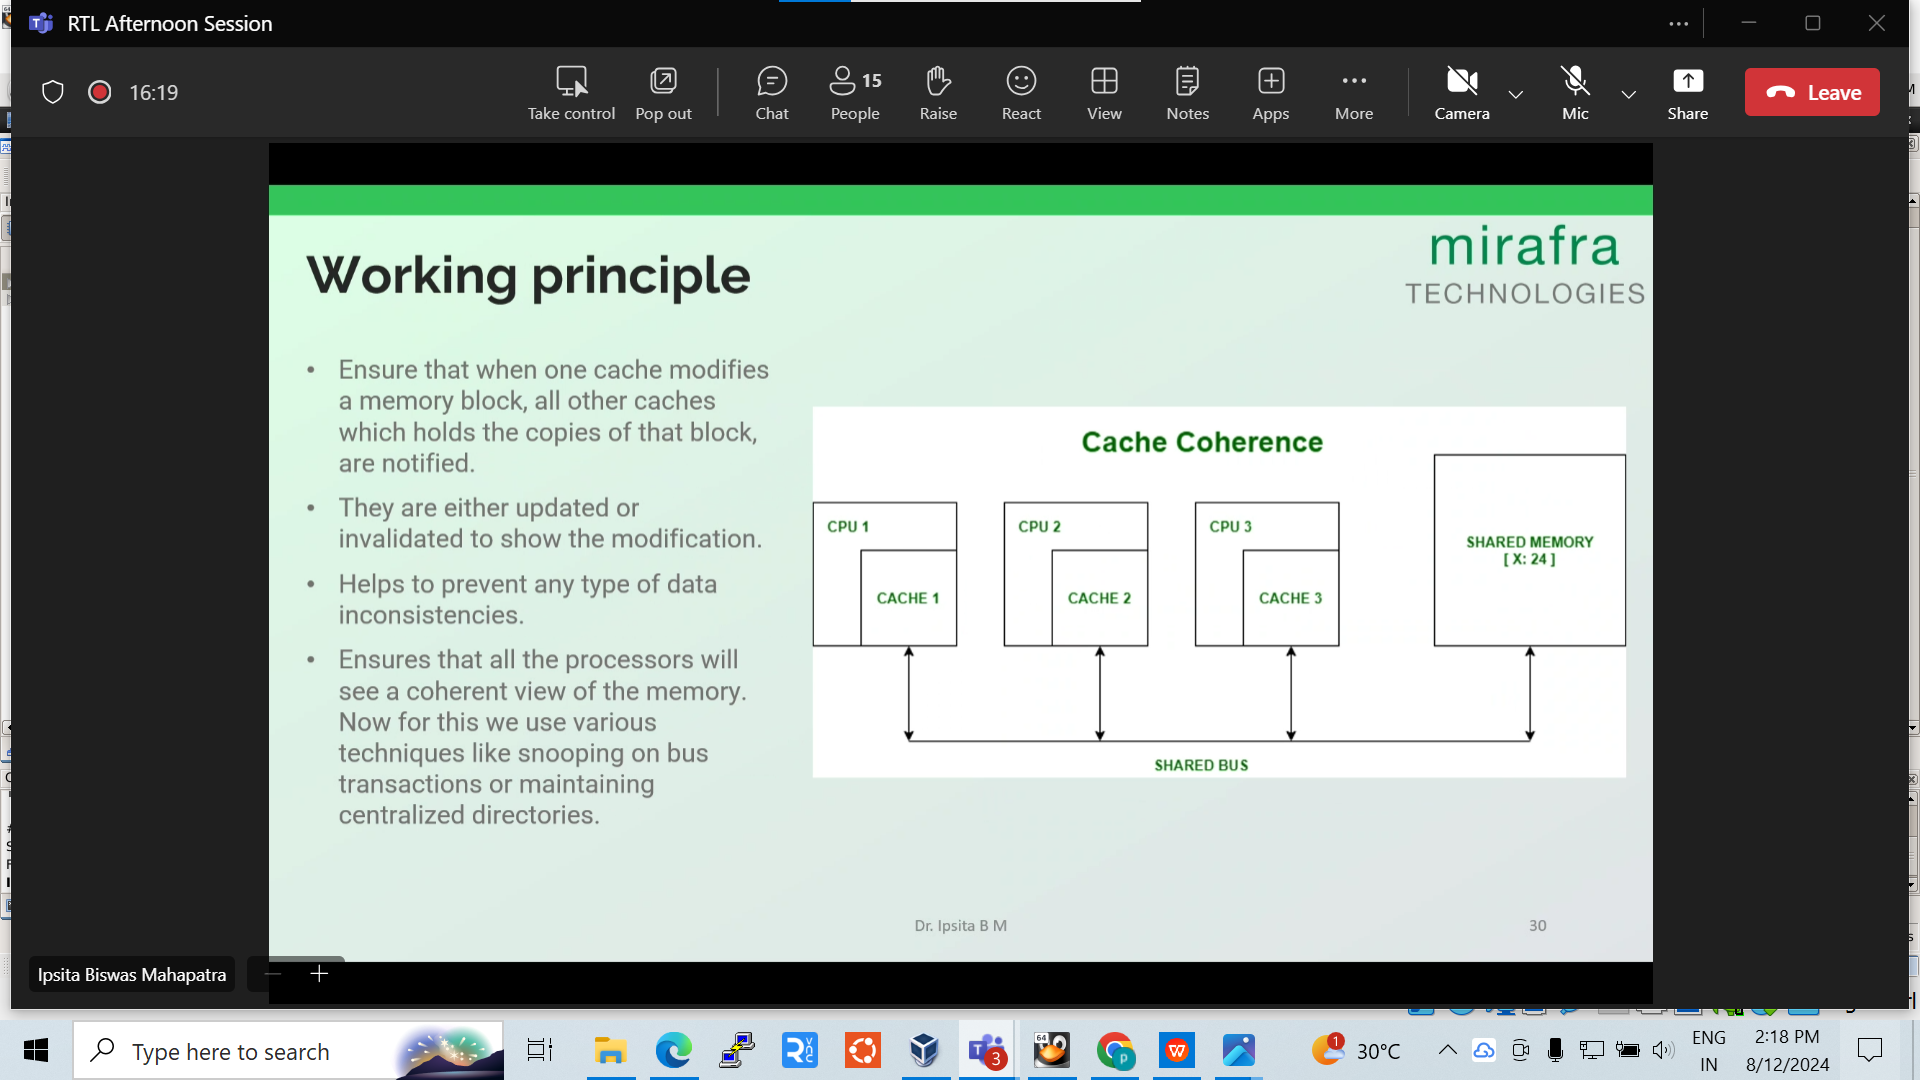 RTL Afternoon Session
16:19
Take control
Pop out
Chat
15
People
Raise
React
View
Notes
Apps
More
Camera
Mic
Share
Leave
mirafra
TECHNOLOGIES
Working principle
• Ensure that when one cache modifies
a memory block, all other caches
which holds the copies of that block,
are notified.
• They are either updated or
invalidated to show the modification.
• Helps to prevent any type of data
inconsistencies.
• Ensures that all the processors will
see a coherent view of the memory.
Now for this we use various
techniques like snooping on bus
transactions or maintaining
centralized directories.
Cache Coherence
CPU 1
CACHE 1
CPU 2
CACHE 2
CPU 3
CACHE 3
SHARED MEMORY
[ X: 24 ]
SHARED BUS
Dr. Ipsita B M
30
Ipsita Biswas Mahapatra
Type here to search
3
64
1
30°C
ENG
IN
2:18 PM
8/12/2024